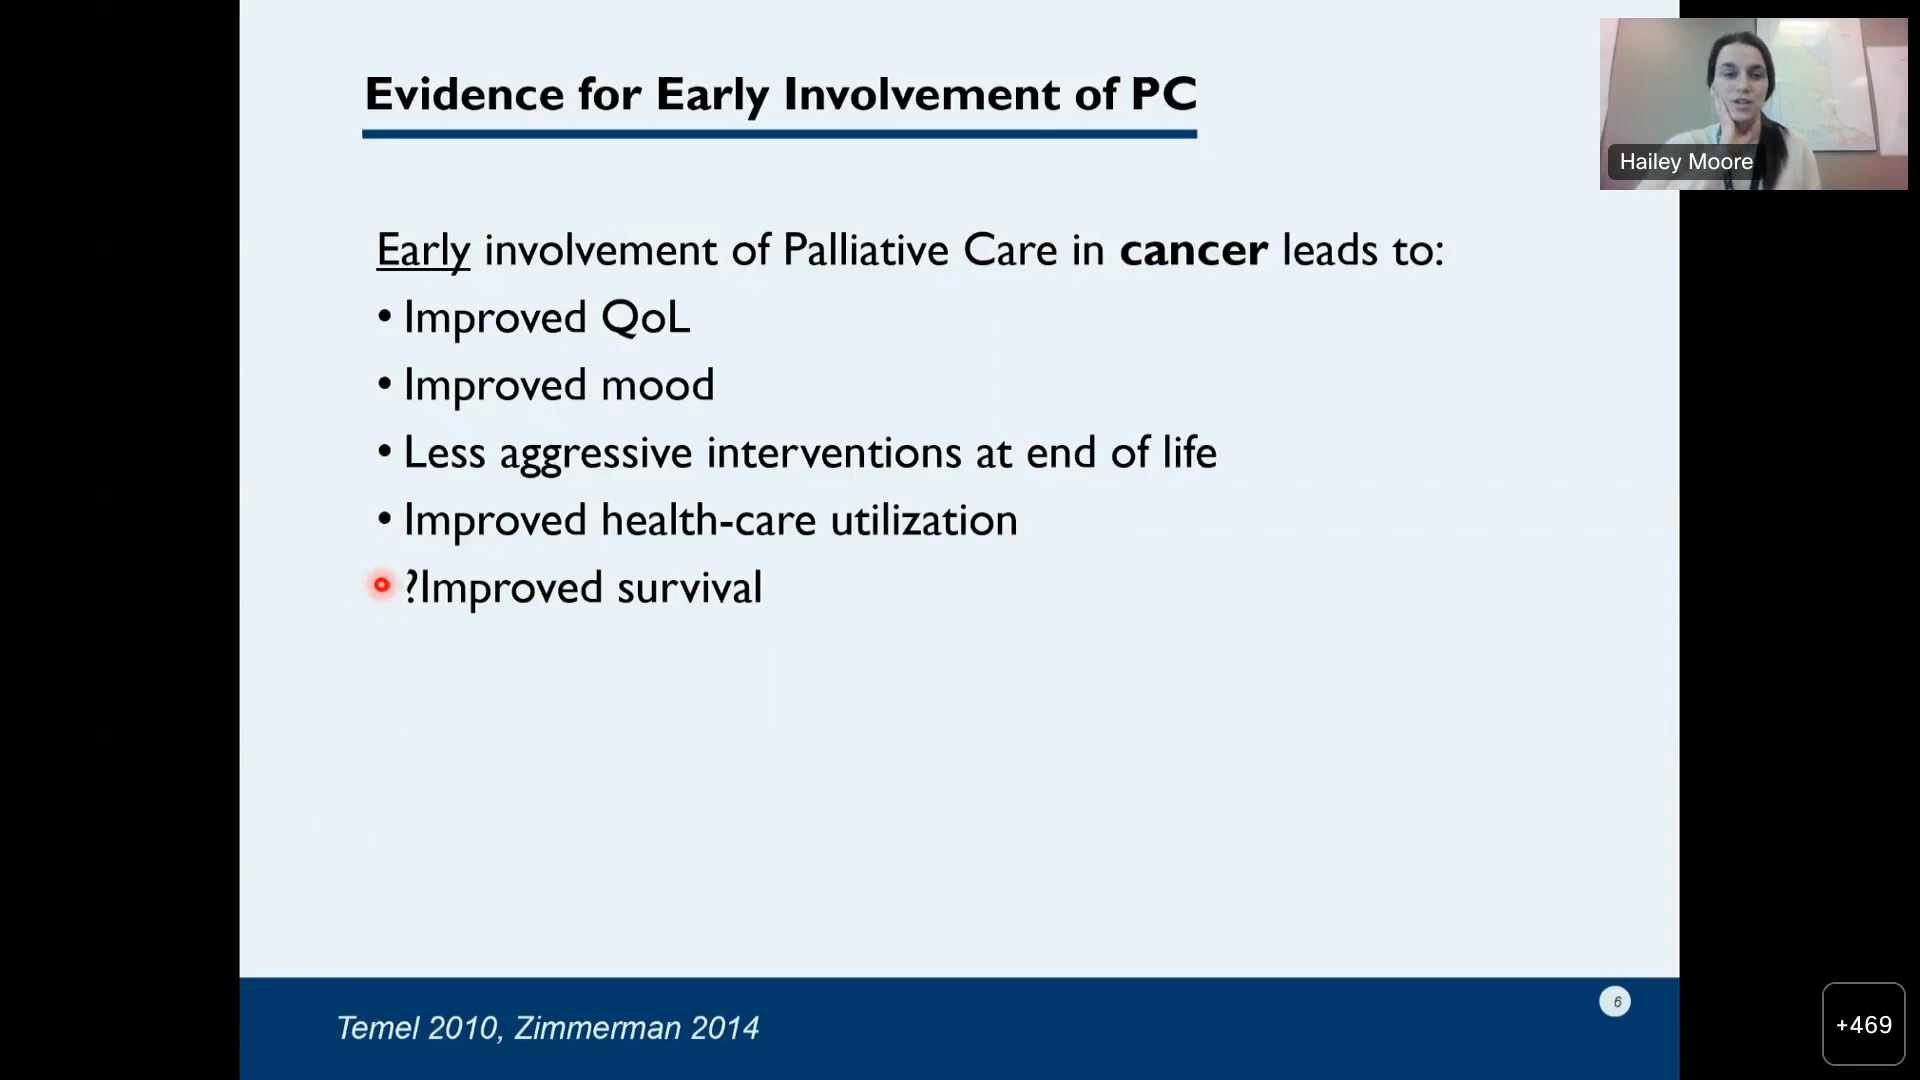 Evidence for Early Involvement of PC
Hailey Moore
Early involvement of Palliative Care in cancer leads to:
• Improved QoL
• Improved mood
• Less aggressive interventions at end of life
• Improved health-care utilization
?Improved survival
6
Temel 2010, Zimmerman 2014
+469